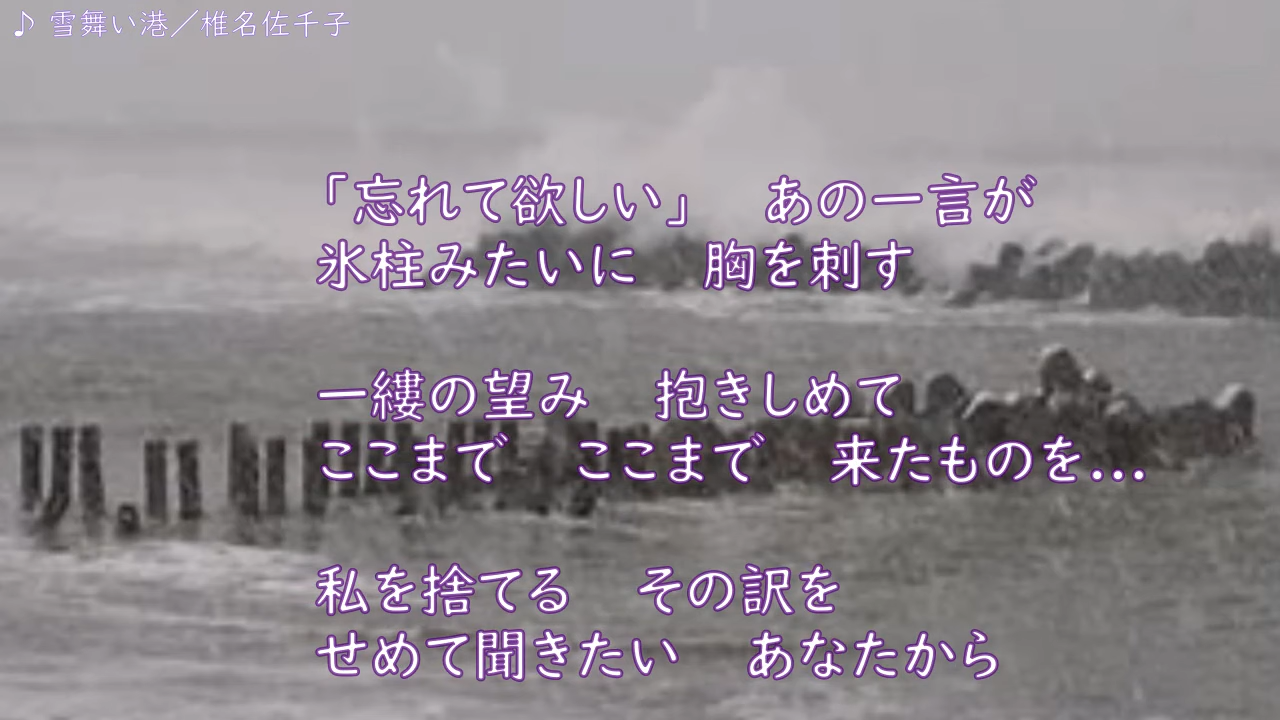 ♪ 雪舞い港／椎名佐千子
「忘れて欲しい」　あの一言が
氷柱みたいに　胸を刺す
一縷の望み　抱きしめて
ここまで　ここまで　来たものを…
私を捨てる　その訳を
せめて聞きたい　あなたから